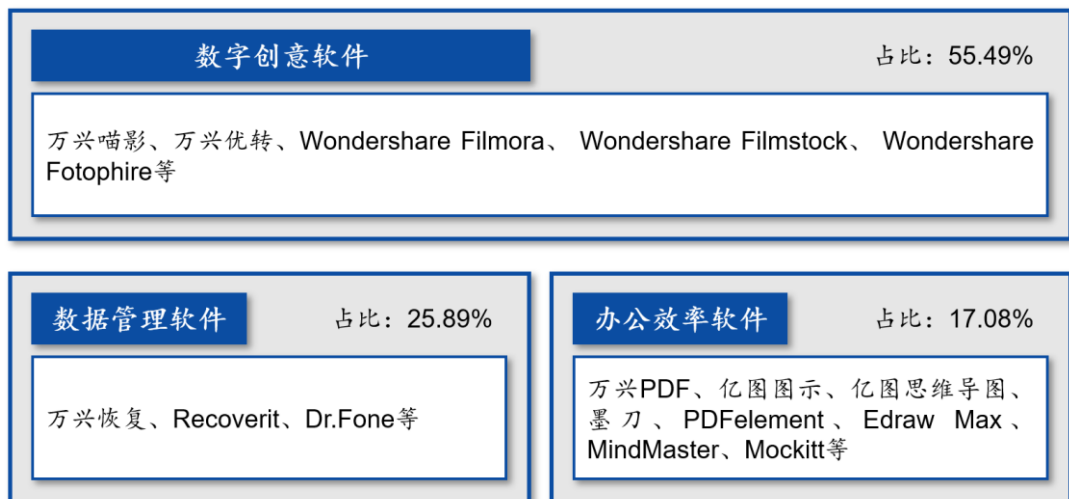 数字创意软件
占比：55.49%
万兴喵影、万兴优转、Wondershare Filmora、 Wondershare Filmstock、 Wondershare
Fotophire等
数据管理软件
占比：25.89%
万兴恢复、Recoverit、Dr.Fone等
办公效率软件
占比：17.08%
万兴PDF、亿图图示、亿图思维导图、
墨刀、PDFelement、Edraw Max、
MindMaster、Mockitt等